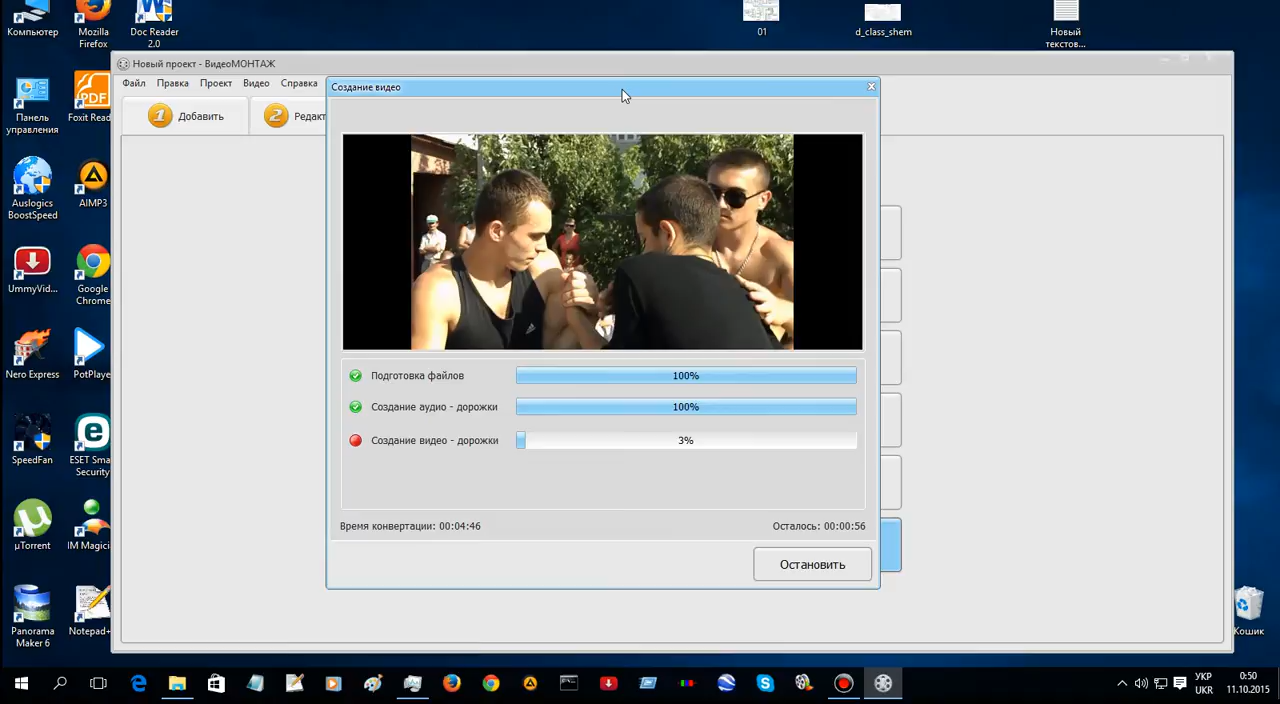 Компьютер
Mozilla
Firefox
Doc Reader
2.0
01
d_class_shem
Новый
текстов...
Новый проект - ВидеоМОНТАЖ
Файл Правка Проект Видео Справка
1 Добавить
2 Редакт
Панель
управления
Foxit Read
Auslogics
BoostSpeed
AIMP3
UmmyVid...
Google
Chrome
Nero Express
PotPlaye
SpeedFan
ESET Sma
Security
µTorrent
IM Magici
Panorama
Maker 6
Notepad+
Создание видео
Подготовка файлов 100%
Создание аудио - дорожки 100%
Создание видео - дорожки 3%
Время конвертации: 00:04:46 Осталось: 00:00:56
Остановить
Кошик
УКР
UKR
0:50
11.10.2015